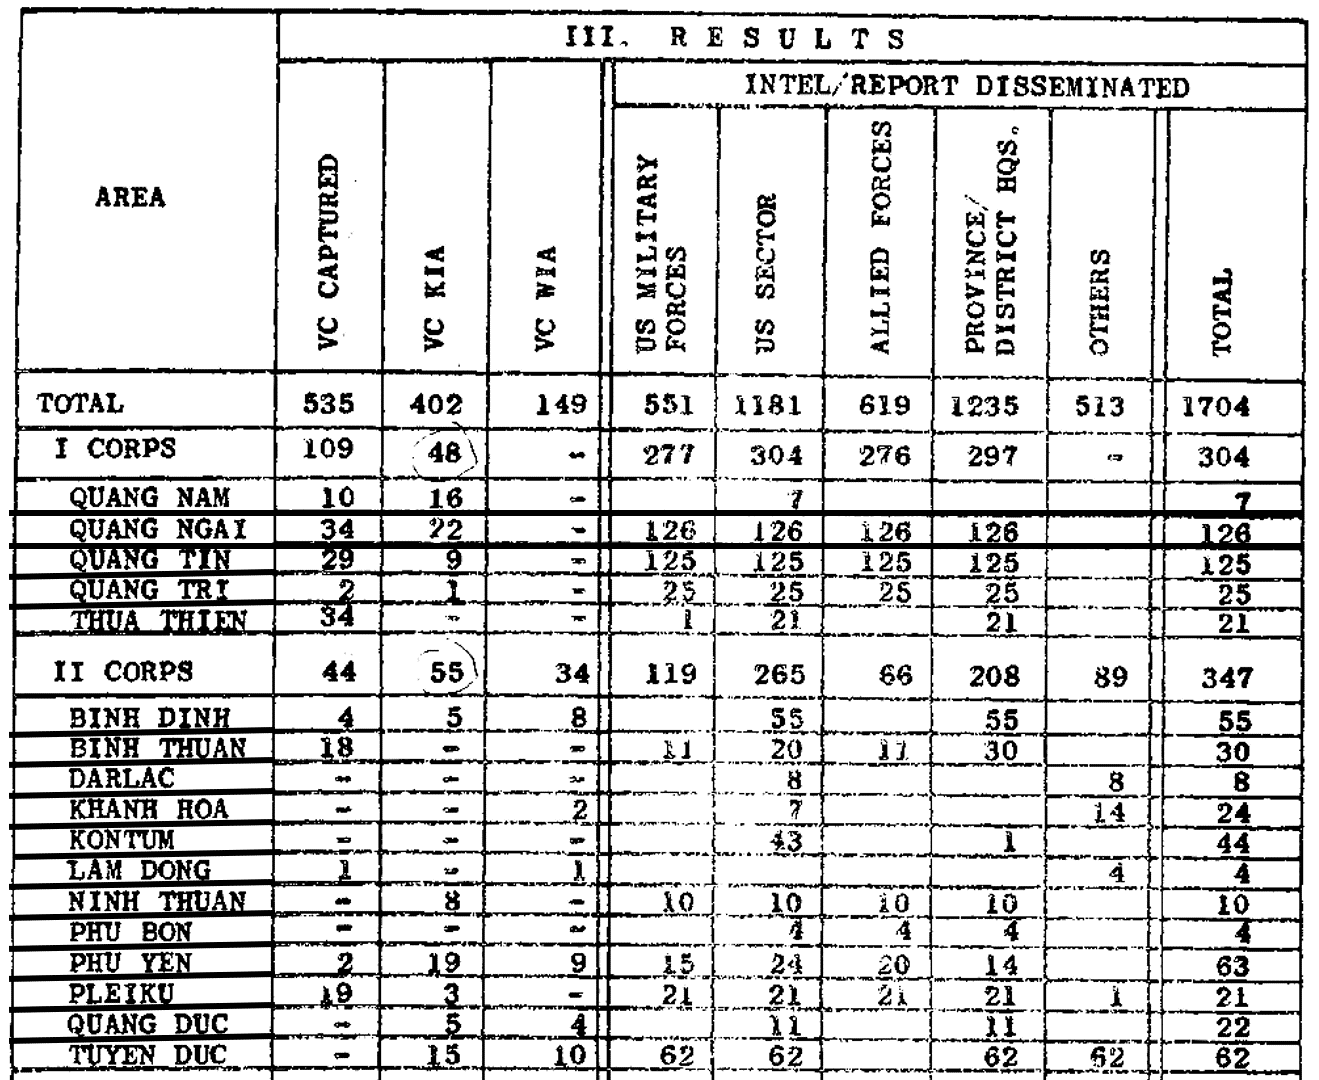 III. R E S U L T S
INTEL/REPORT DISSEMINATED
AREA
VC CAPTURED
VC KIA
VC WIA
US MILITARY FORCES
US SECTOR
ALLIED FORCES
PROVINCE/ DISTRICT HQS.
OTHERS
TOTAL
TOTAL 535 402 149 551 1181 619 1235 513 1704
I CORPS 109 48 - 277 304 276 297 - 304
QUANG NAM 10 16 - 7 7
QUANG NGAI 34 22 - 126 126 126 126 126
QUANG TIN 29 9 - 125 125 125 125 125
QUANG TRI 2 1 - 25 25 25 25 25
THUA THIEN 34 - - 1 21 21 21
II CORPS 44 55 34 119 265 66 208 89 347
BINH DINH 4 5 8 55 55 55
BINH THUAN 18 - - 11 20 11 30 30
DARLAC - - - 8 8 8
KHANH HOA - - 2 7 14 24
KONTUM - - - 43 1 44
LAM DONG 1 - 1 4 4
NINH THUAN - 8 - 10 10 10 10 10
PHU BON - - - 4 4 4 4
PHU YEN 2 19 9 15 24 20 14 63
PLEIKU 19 3 - 21 21 21 21 1 21
QUANG DUC - 5 4 11 11 22
TUYEN DUC - 15 10 62 62 62 62 62